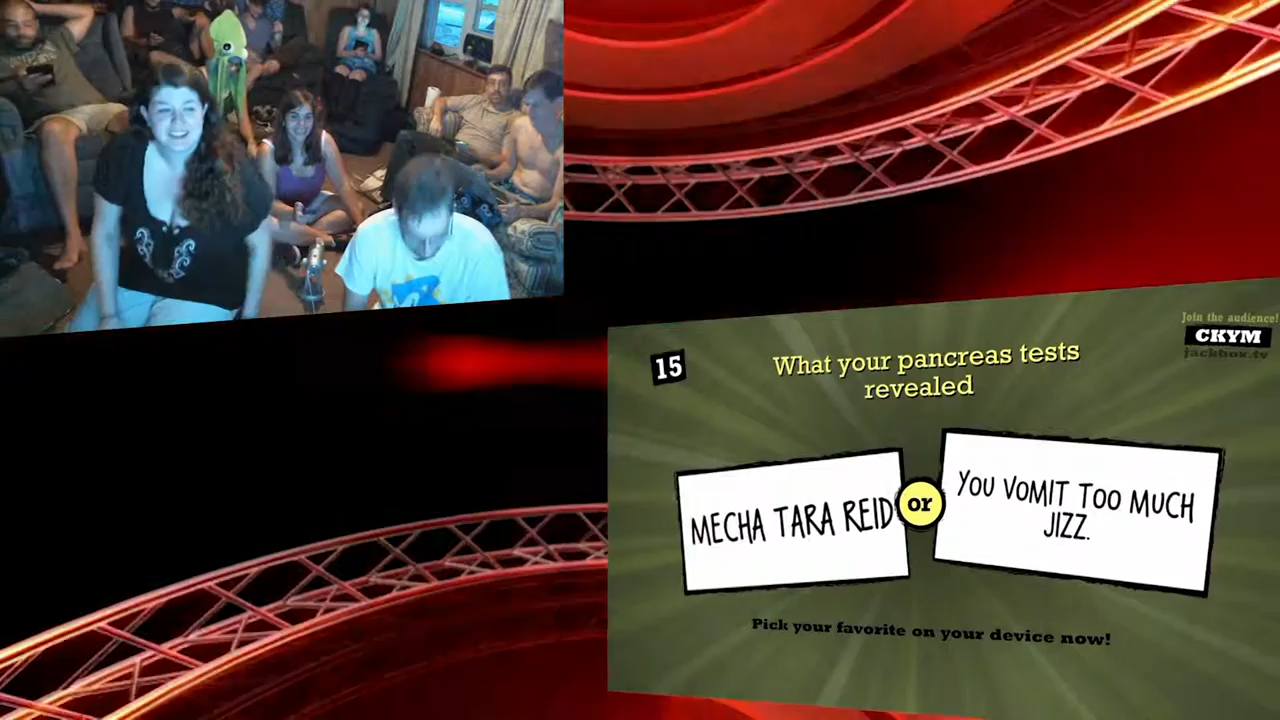 Join the audience!
CKYM
jackbox.tv
15
What your pancreas tests
revealed
MECHA TARA REID
or
YOU VOMIT TOO MUCH
JIZZ.
Pick your favorite on your device now!